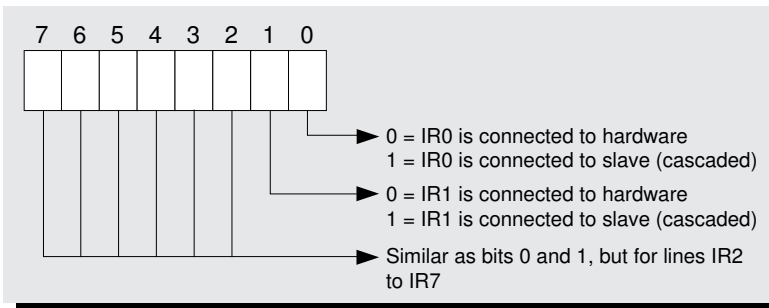 7 6 5 4 3 2 1 0
0 = IR0 is connected to hardware
1 = IR0 is connected to slave (cascaded)
0 = IR1 is connected to hardware
1 = IR1 is connected to slave (cascaded)
Similar as bits 0 and 1, but for lines IR2
to IR7